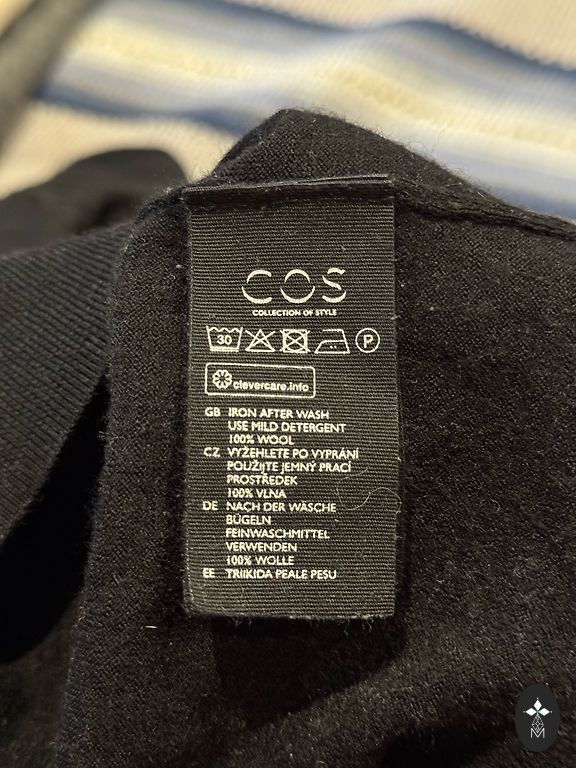 COS
COLLECTION OF STYLE
30 P
clevercare.info
GB IRON AFTER WASH
USE MILD DETERGENT
100% WOOL
CZ VYŽEHLETE PO VYPRÁNÍ
POUŽIJTE JEMNÝ PRACÍ
PROSTŘEDEK
100% VLNA
DE NACH DER WÄSCHE
BÜGELN
FEINWASCHMITTEL
VERWENDEN
100% WOLLE
EE TRIIKIDA PEALE PESU
M